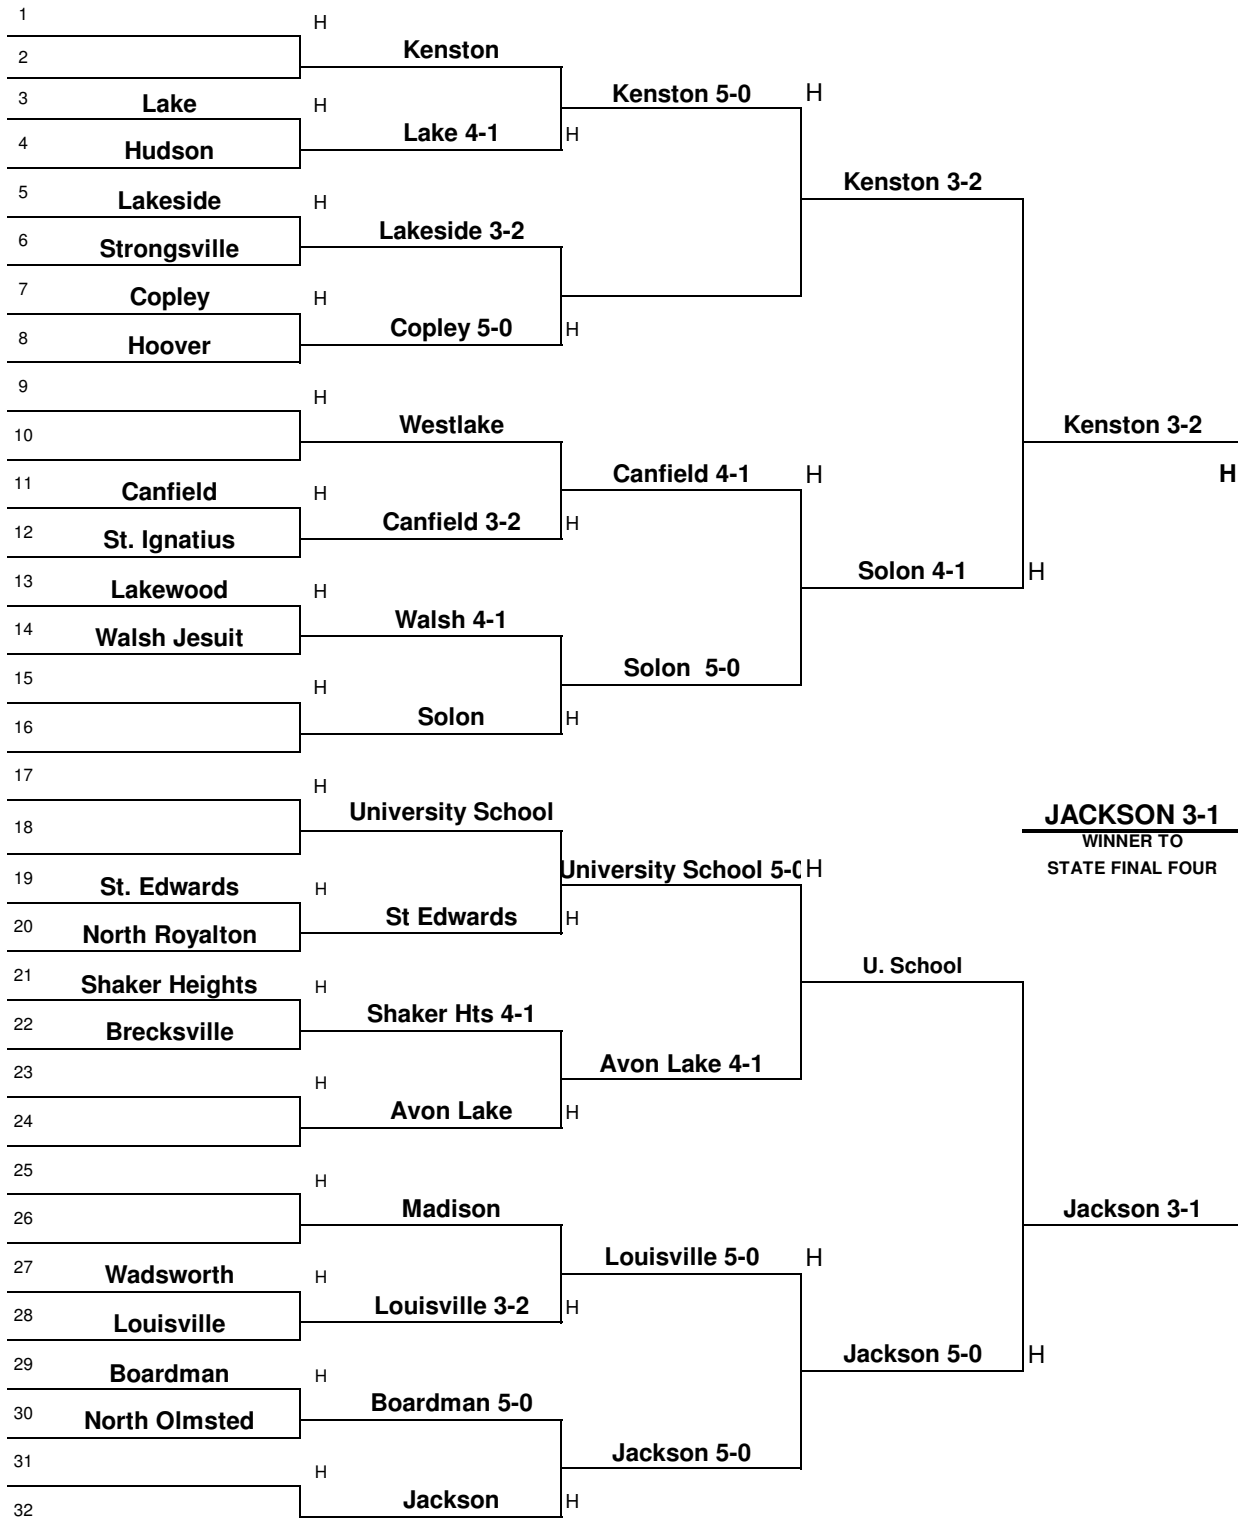 1
H
Kenston
2
3
Lake
H
Kenston 5-0
H
Lake 4-1
H
4
Hudson
Kenston 3-2
5
Lakeside
H
Lakeside 3-2
6
Strongsville
7
Copley
H
Copley 5-0
H
8
Hoover
9
H
Westlake
Kenston 3-2
10
H
11
Canfield
H
Canfield 4-1
H
Canfield 3-2
H
12
St. Ignatius
Solon 4-1
H
13
Lakewood
H
Walsh 4-1
14
Walsh Jesuit
Solon 5-0
15
H
Solon
H
16
17
H
University School
JACKSON 3-1
18
WINNER TO
STATE FINAL FOUR
University School 5-0
H
19
St. Edwards
H
St Edwards
H
20
North Royalton
U. School
21
Shaker Heights
H
Shaker Hts 4-1
22
Brecksville
Avon Lake 4-1
23
H
Avon Lake
H
24
25
H
Madison
Jackson 3-1
26
Louisville 5-0
H
27
Wadsworth
H
Louisville 3-2
H
28
Louisville
Jackson 5-0
H
29
Boardman
H
Boardman 5-0
30
North Olmsted
Jackson 5-0
31
H
Jackson
H
32